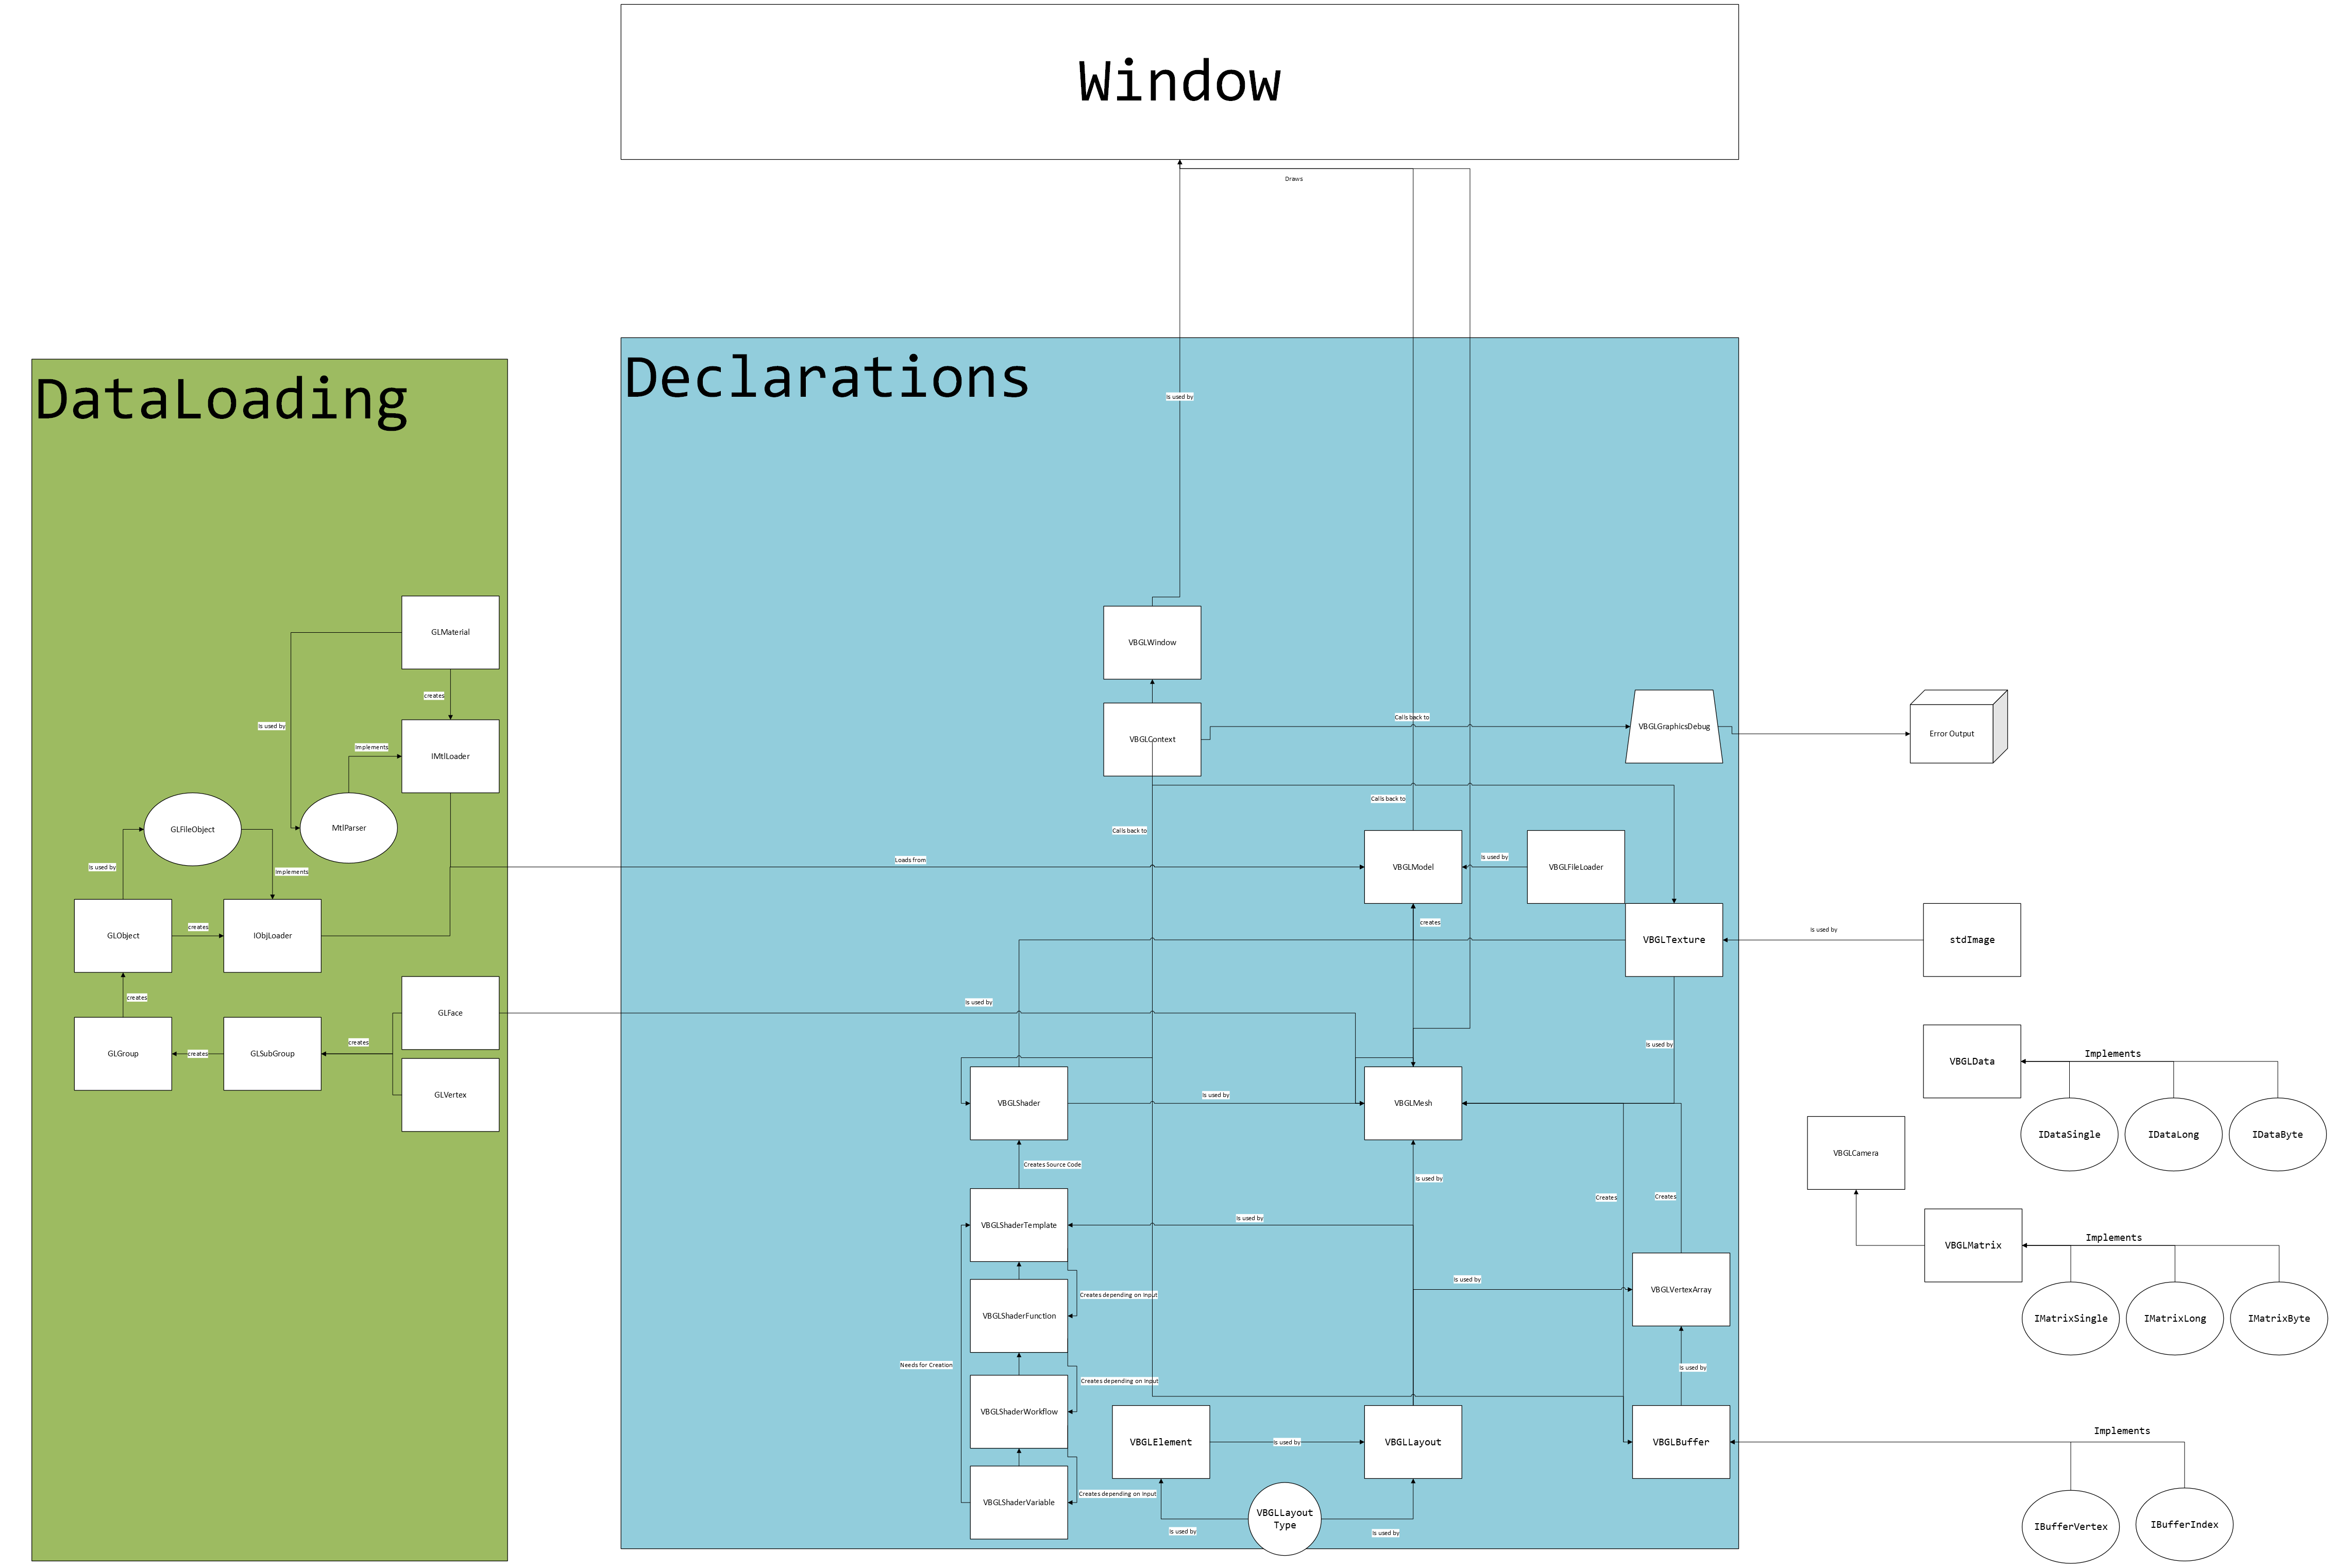 Window
Draws
DataLoading
Declarations
Is used by
GLMaterial
creates
Is used by
Implements
IMtlLoader
GLFileObject
MtlParser
Is used by
Implements
GLObject
creates
IObjLoader
creates
GLGroup
creates
GLSubGroup
creates
GLFace
GLVertex
VBGLWindow
VBGLContext
Calls back to
VBGLGraphicsDebug
Error Output
Calls back to
Calls back to
Loads from
VBGLModel
Is used by
VBGLFileLoader
creates
VBGLTexture
Is used by
stdImage
Is used by
Is used by
VBGLShader
Is used by
VBGLMesh
Creates Source Code
Is used by
VBGLShaderTemplate
Is used by
Creates
Creates
Creates depending on Input
VBGLShaderFunction
Is used by
VBGLVertexArray
Needs for Creation
Creates depending on Input
VBGLShaderWorkflow
Is used by
VBGLElement
Is used by
VBGLLayout
VBGLBuffer
Creates depending on Input
VBGLShaderVariable
VBGLLayout
Type
Is used by
Is used by
VBGLData
Implements
IDataSingle
IDataLong
IDataByte
VBGLCamera
VBGLMatrix
Implements
IMatrixSingle
IMatrixLong
IMatrixByte
Implements
IBufferVertex
IBufferIndex